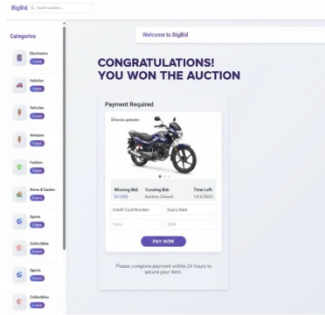 BigBid
Search auctions...
Welcome to BigBid
Categories
Electronics
Vehicles
Vehicles
Antiques
Fashion
Home & Garden
Sports
Collectibles
Sports
Collectibles
CONGRATULATIONS!
YOU WON THE AUCTION
Payment Required
Winning Bid: Time Left
Auction Closed
Credit Card Number Expiry Date
CVV
PAY NOW
Please complete payment within 24 hours to
secure your item.